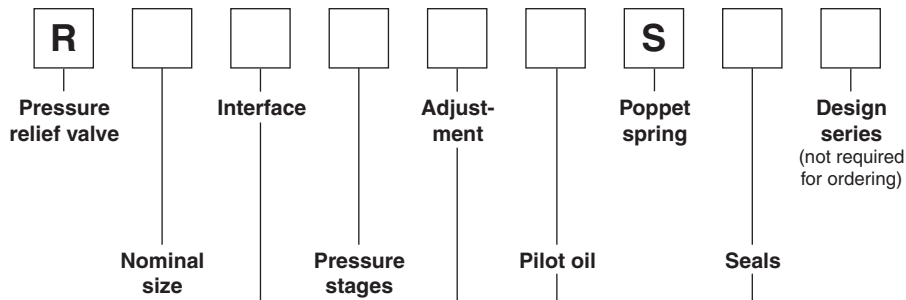 R
S
Pressure
relief valve
Interface
Adjust-
ment
Poppet
spring
Design
series
(not required
for ordering)
Nominal
size
Pressure
stages
Pilot oil
Seals